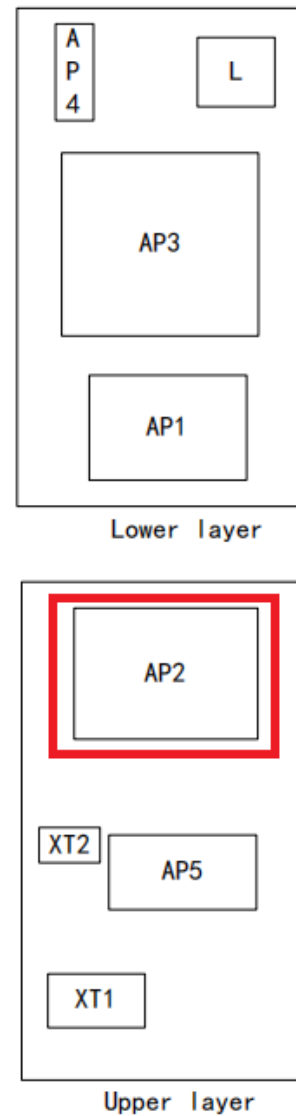 A
P
4
L
AP3
AP1
Lower layer
AP2
XT2
AP5
XT1
Upper layer